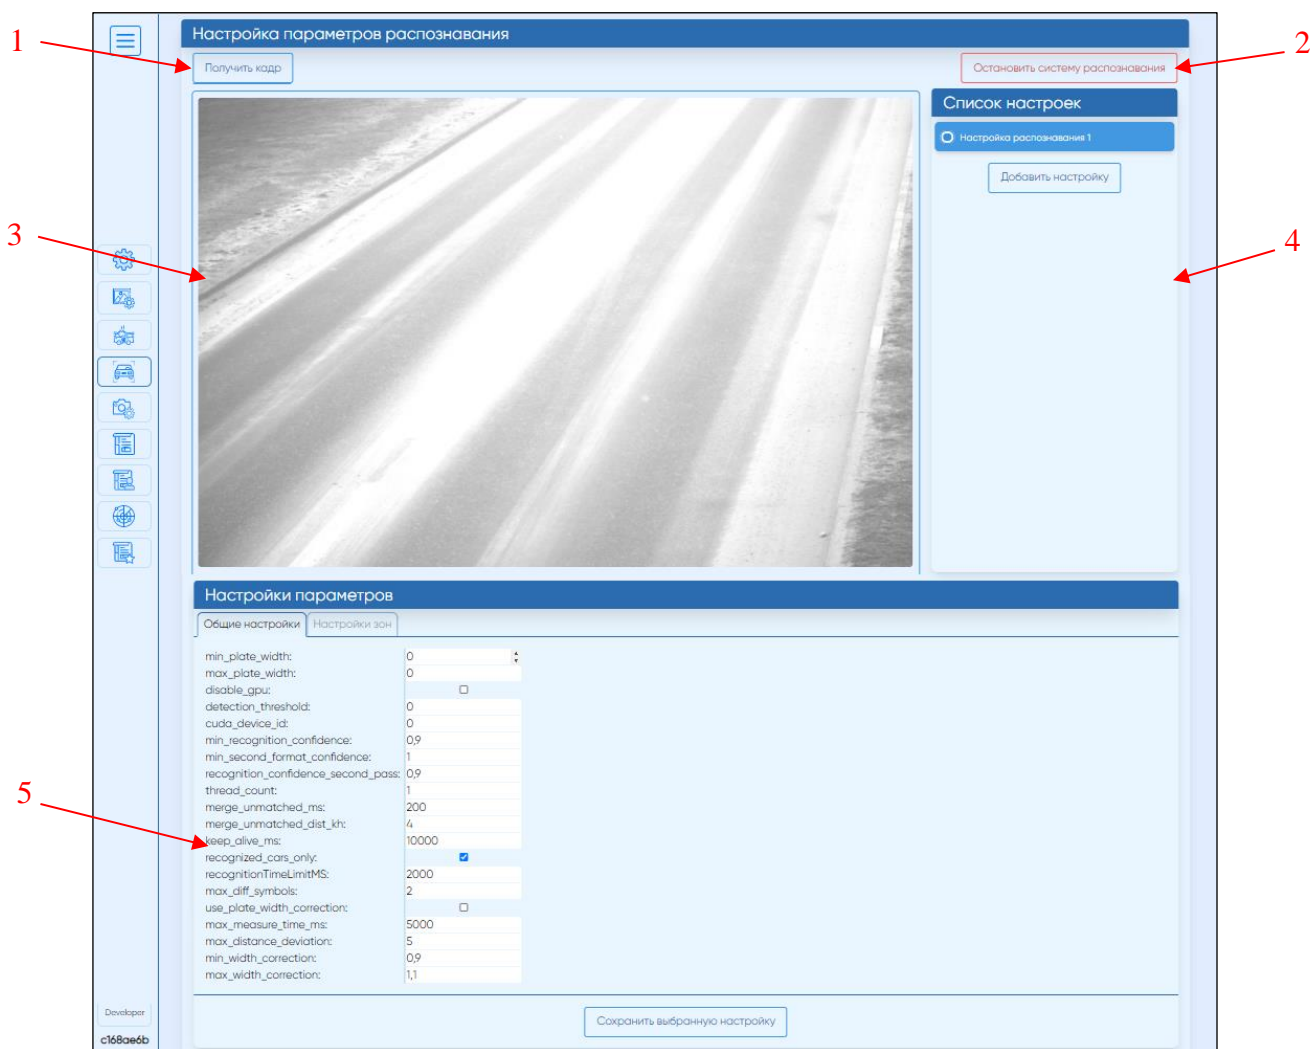 1
2
3
4
5
Настройка параметров распознавания
Получить кадр
Остановить систему распознавания
Список настроек
Настройка распознавания 1
Добавить настройку
Настройки параметров
Общие настройки
Настройки зон
min_plate_width: 0
max_plate_width: 0
disable_gpu:
detection_threshold: 0
cuda_device_id: 0
min_recognition_confidence: 0,9
min_second_format_confidence: 1
recognition_confidence_second_pass: 0,9
thread_count: 1
merge_unmatched_ms: 200
merge_unmatched_dist_kh: 4
keep_alive_ms: 10000
recognized_cars_only:
recognitionTimeLimitMS: 2000
max_diff_symbols: 2
use_plate_width_correction:
max_measure_time_ms: 5000
max_distance_deviation: 5
min_width_correction: 0,9
max_width_correction: 1,1
Сохранить выбранную настройку
Developer
c168ae6b